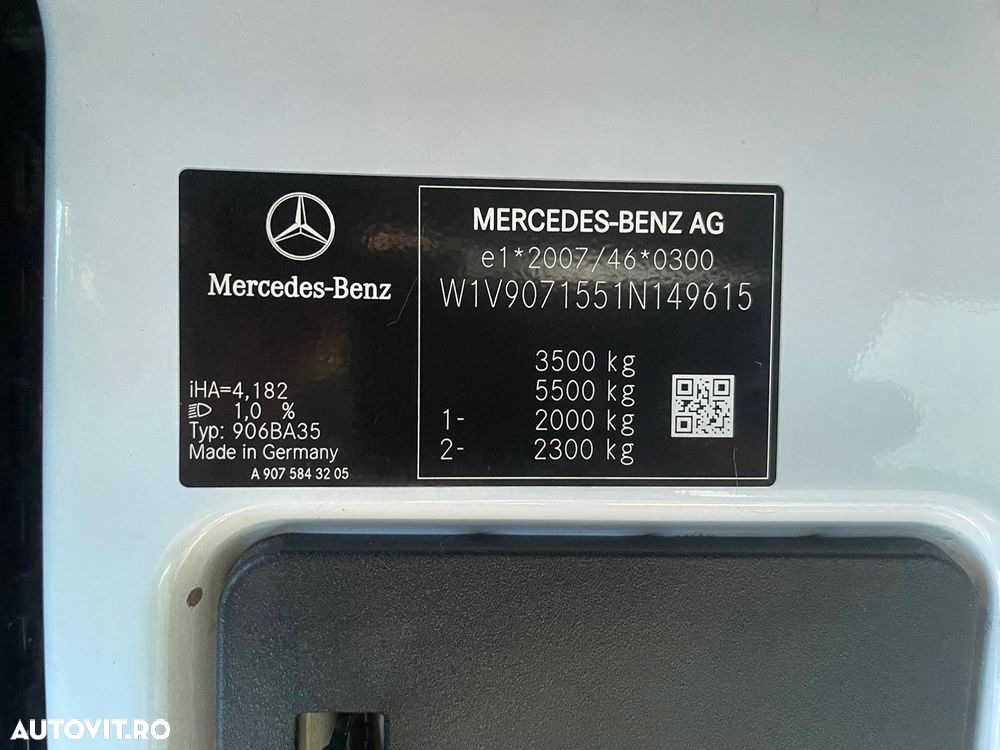 Mercedes-Benz
iHA=4,182
1,0 %
Typ: 906BA35
Made in Germany
A 907 584 32 05
MERCEDES-BENZ AG
e1*2007/46*0300
W1V9071551N149615
3500 kg
5500 kg
1- 2000 kg
2- 2300 kg
AUTOVIT.RO